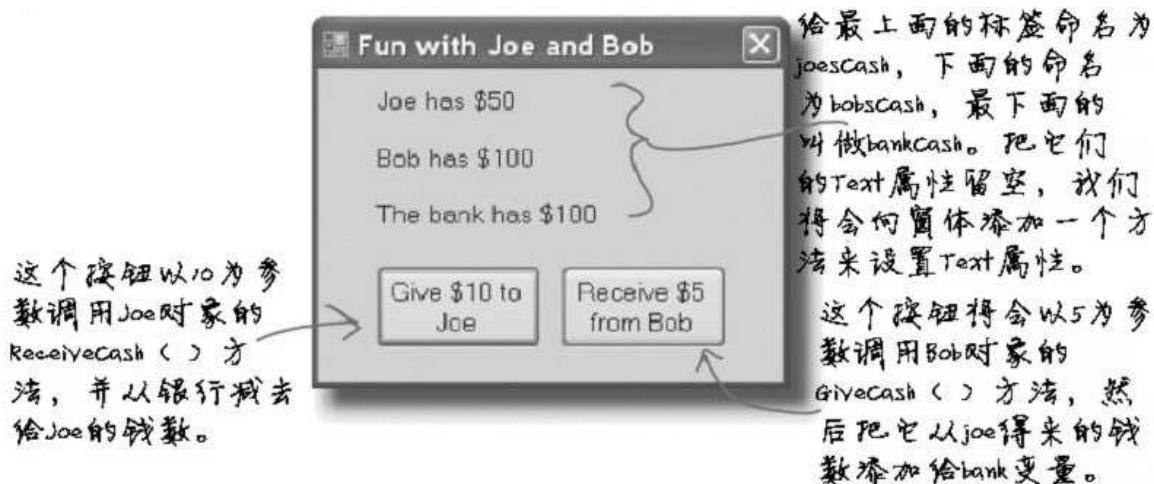 给最上面的标签命名为
joesCash，下面的命名
为bobsCash，最下面的
叫做bankCash。把它们
的Text属性留空，我们
将会向窗体添加一个方
法来设置Text属性。
Fun with Joe and Bob
Joe has $50
Bob has $100
The bank has $100
Give $10 to
Joe
Receive $5
from Bob
这个按钮以10为参
数调用Joe对象的
ReceiveCash（）方
法，并从银行减去
给Joe的钱数。
这个按钮将会以5为参
数调用Bob对象的
GiveCash（）方法，然
后把它从joe得来的钱
数添加给bank变量。